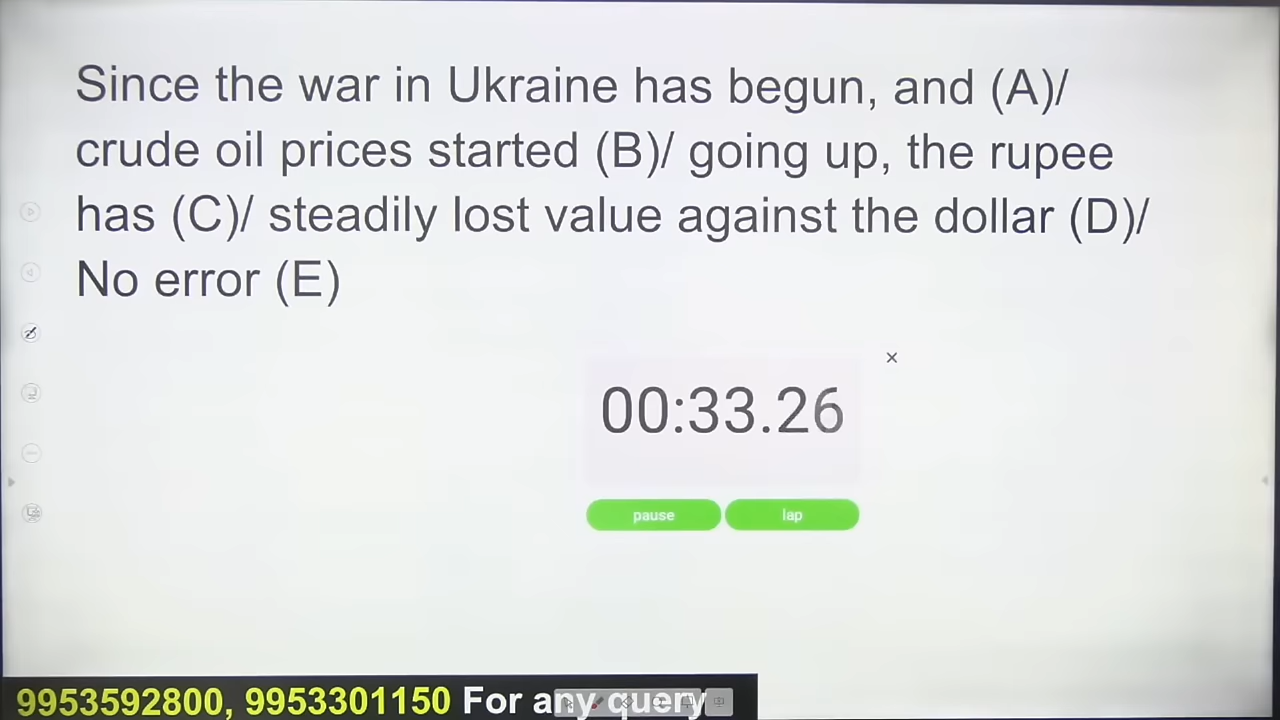 Since the war in Ukraine has begun, and (A)/
crude oil prices started (B)/ going up, the rupee
has (C)/ steadily lost value against the dollar (D)/
No error (E)
×
00:33.26
pause lap
9953592800, 9953301150 For any query